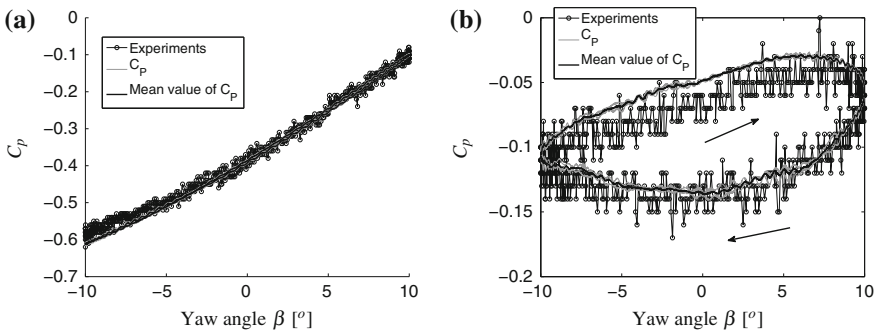 (a)
0
−0.1
−0.2
−0.3
−0.4
−0.5
−0.6
−0.7
C_p
Experiments
C_P
Mean value of C_P
−10
−5
0
5
10
Yaw angle β [°]
(b)
0
−0.05
−0.1
−0.15
−0.2
C_p
Experiments
C_P
Mean value of C_P
−10
−5
0
5
10
Yaw angle β [°]